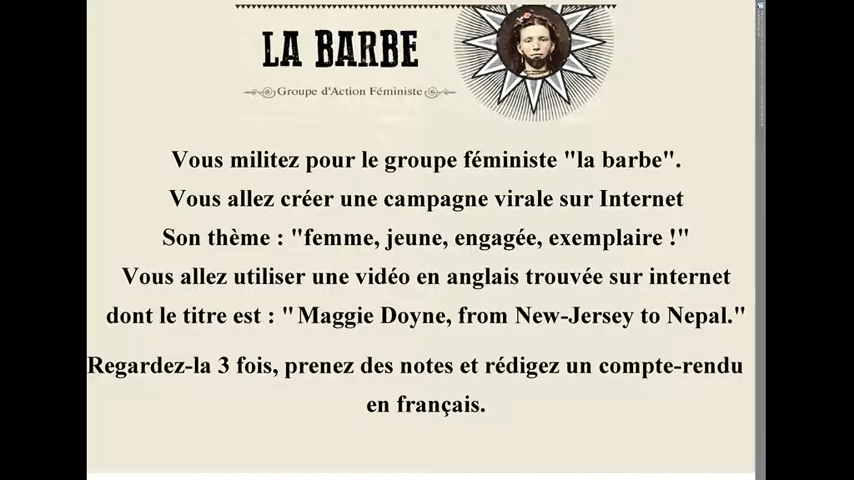 LA BARBE
Groupe d'Action Féministe
Vous militez pour le groupe féministe "la barbe".
Vous allez créer une campagne virale sur Internet
Son thème : "femme, jeune, engagée, exemplaire !"
Vous allez utiliser une vidéo en anglais trouvée sur internet
dont le titre est : "Maggie Doyne, from New-Jersey to Nepal."
Regardez-la 3 fois, prenez des notes et rédigez un compte-rendu
en français.